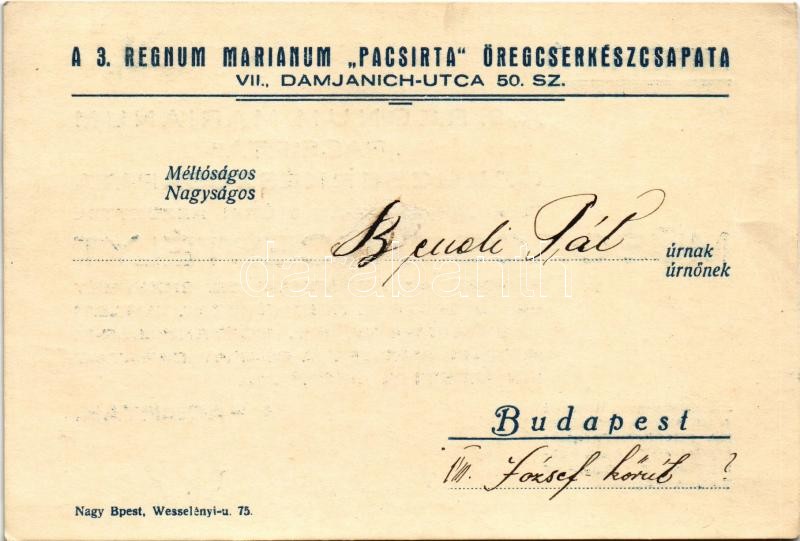 A 3. REGNUM MARIANUM „PACSIRTA“ ÖREGCSERKÉSZCSAPATA
VII., DAMJANICH-UTCA 50. SZ.
Méltóságos
Nagyságos
Pál
úrnak
úrnőnek
darabanth
Budapest
VIII. József körút ?
Nagy Bpest, Wesselényi-u. 75.